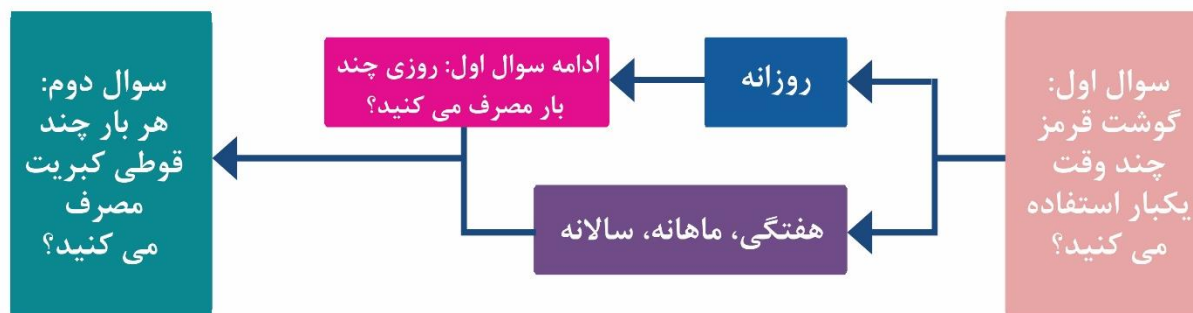 سوال اول:
گوشت قرمز
چند وقت
یکبار استفاده
می کنید؟
روزانه
ادامه سوال اول: روزی چند
بار مصرف می کنید؟
هفتگی، ماهانه، سالانه
سوال دوم:
هر بار چند
قوطی کبریت
مصرف
می کنید؟